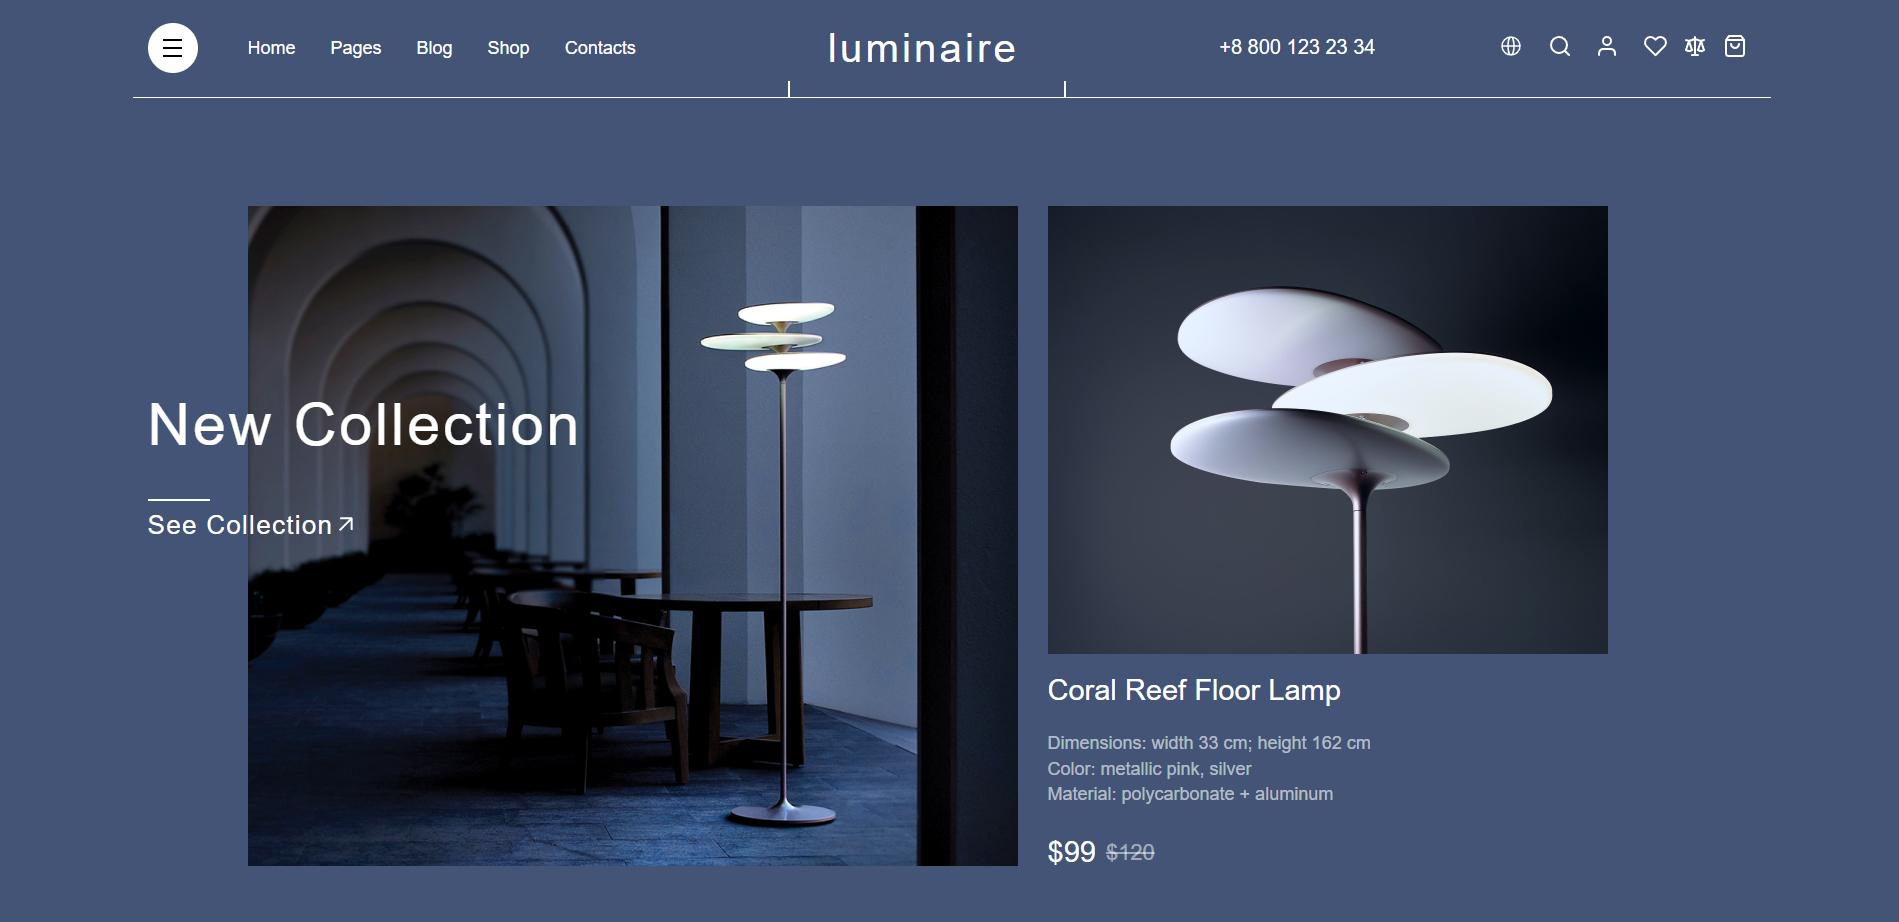 Home Pages Blog Shop Contacts
luminaire
+8 800 123 23 34
New Collection
See Collection
Coral Reef Floor Lamp
Dimensions: width 33 cm; height 162 cm
Color: metallic pink, silver
Material: polycarbonate + aluminum
$99 $120